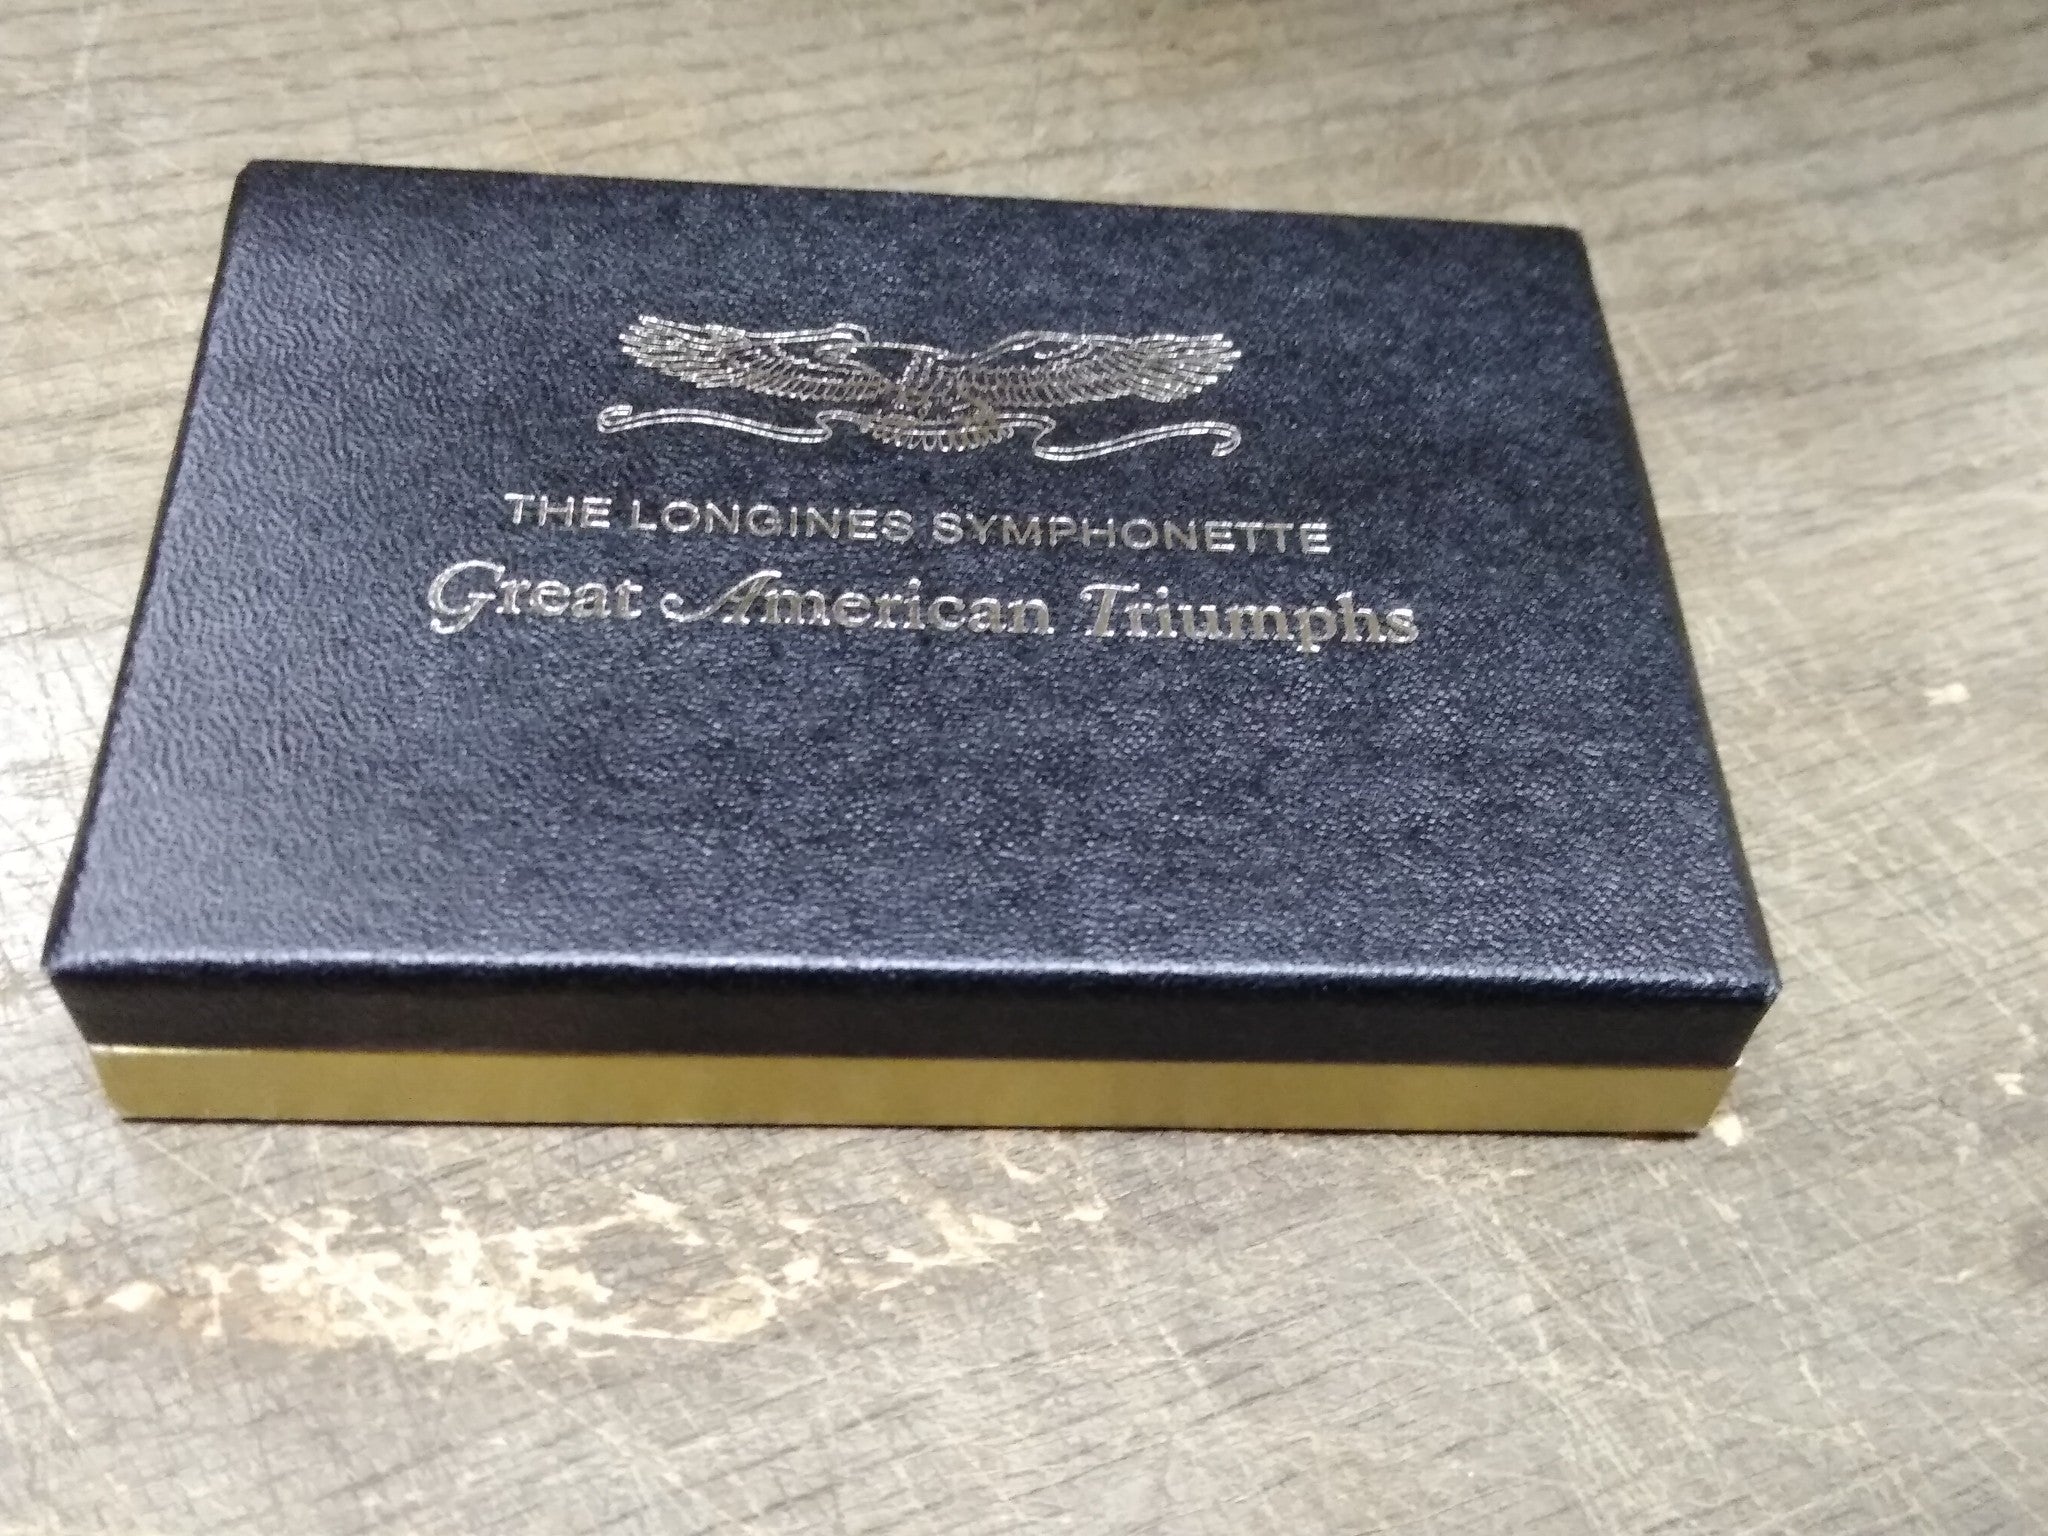 THE LONGINES SYMPHONETTE
Great American Triumphs